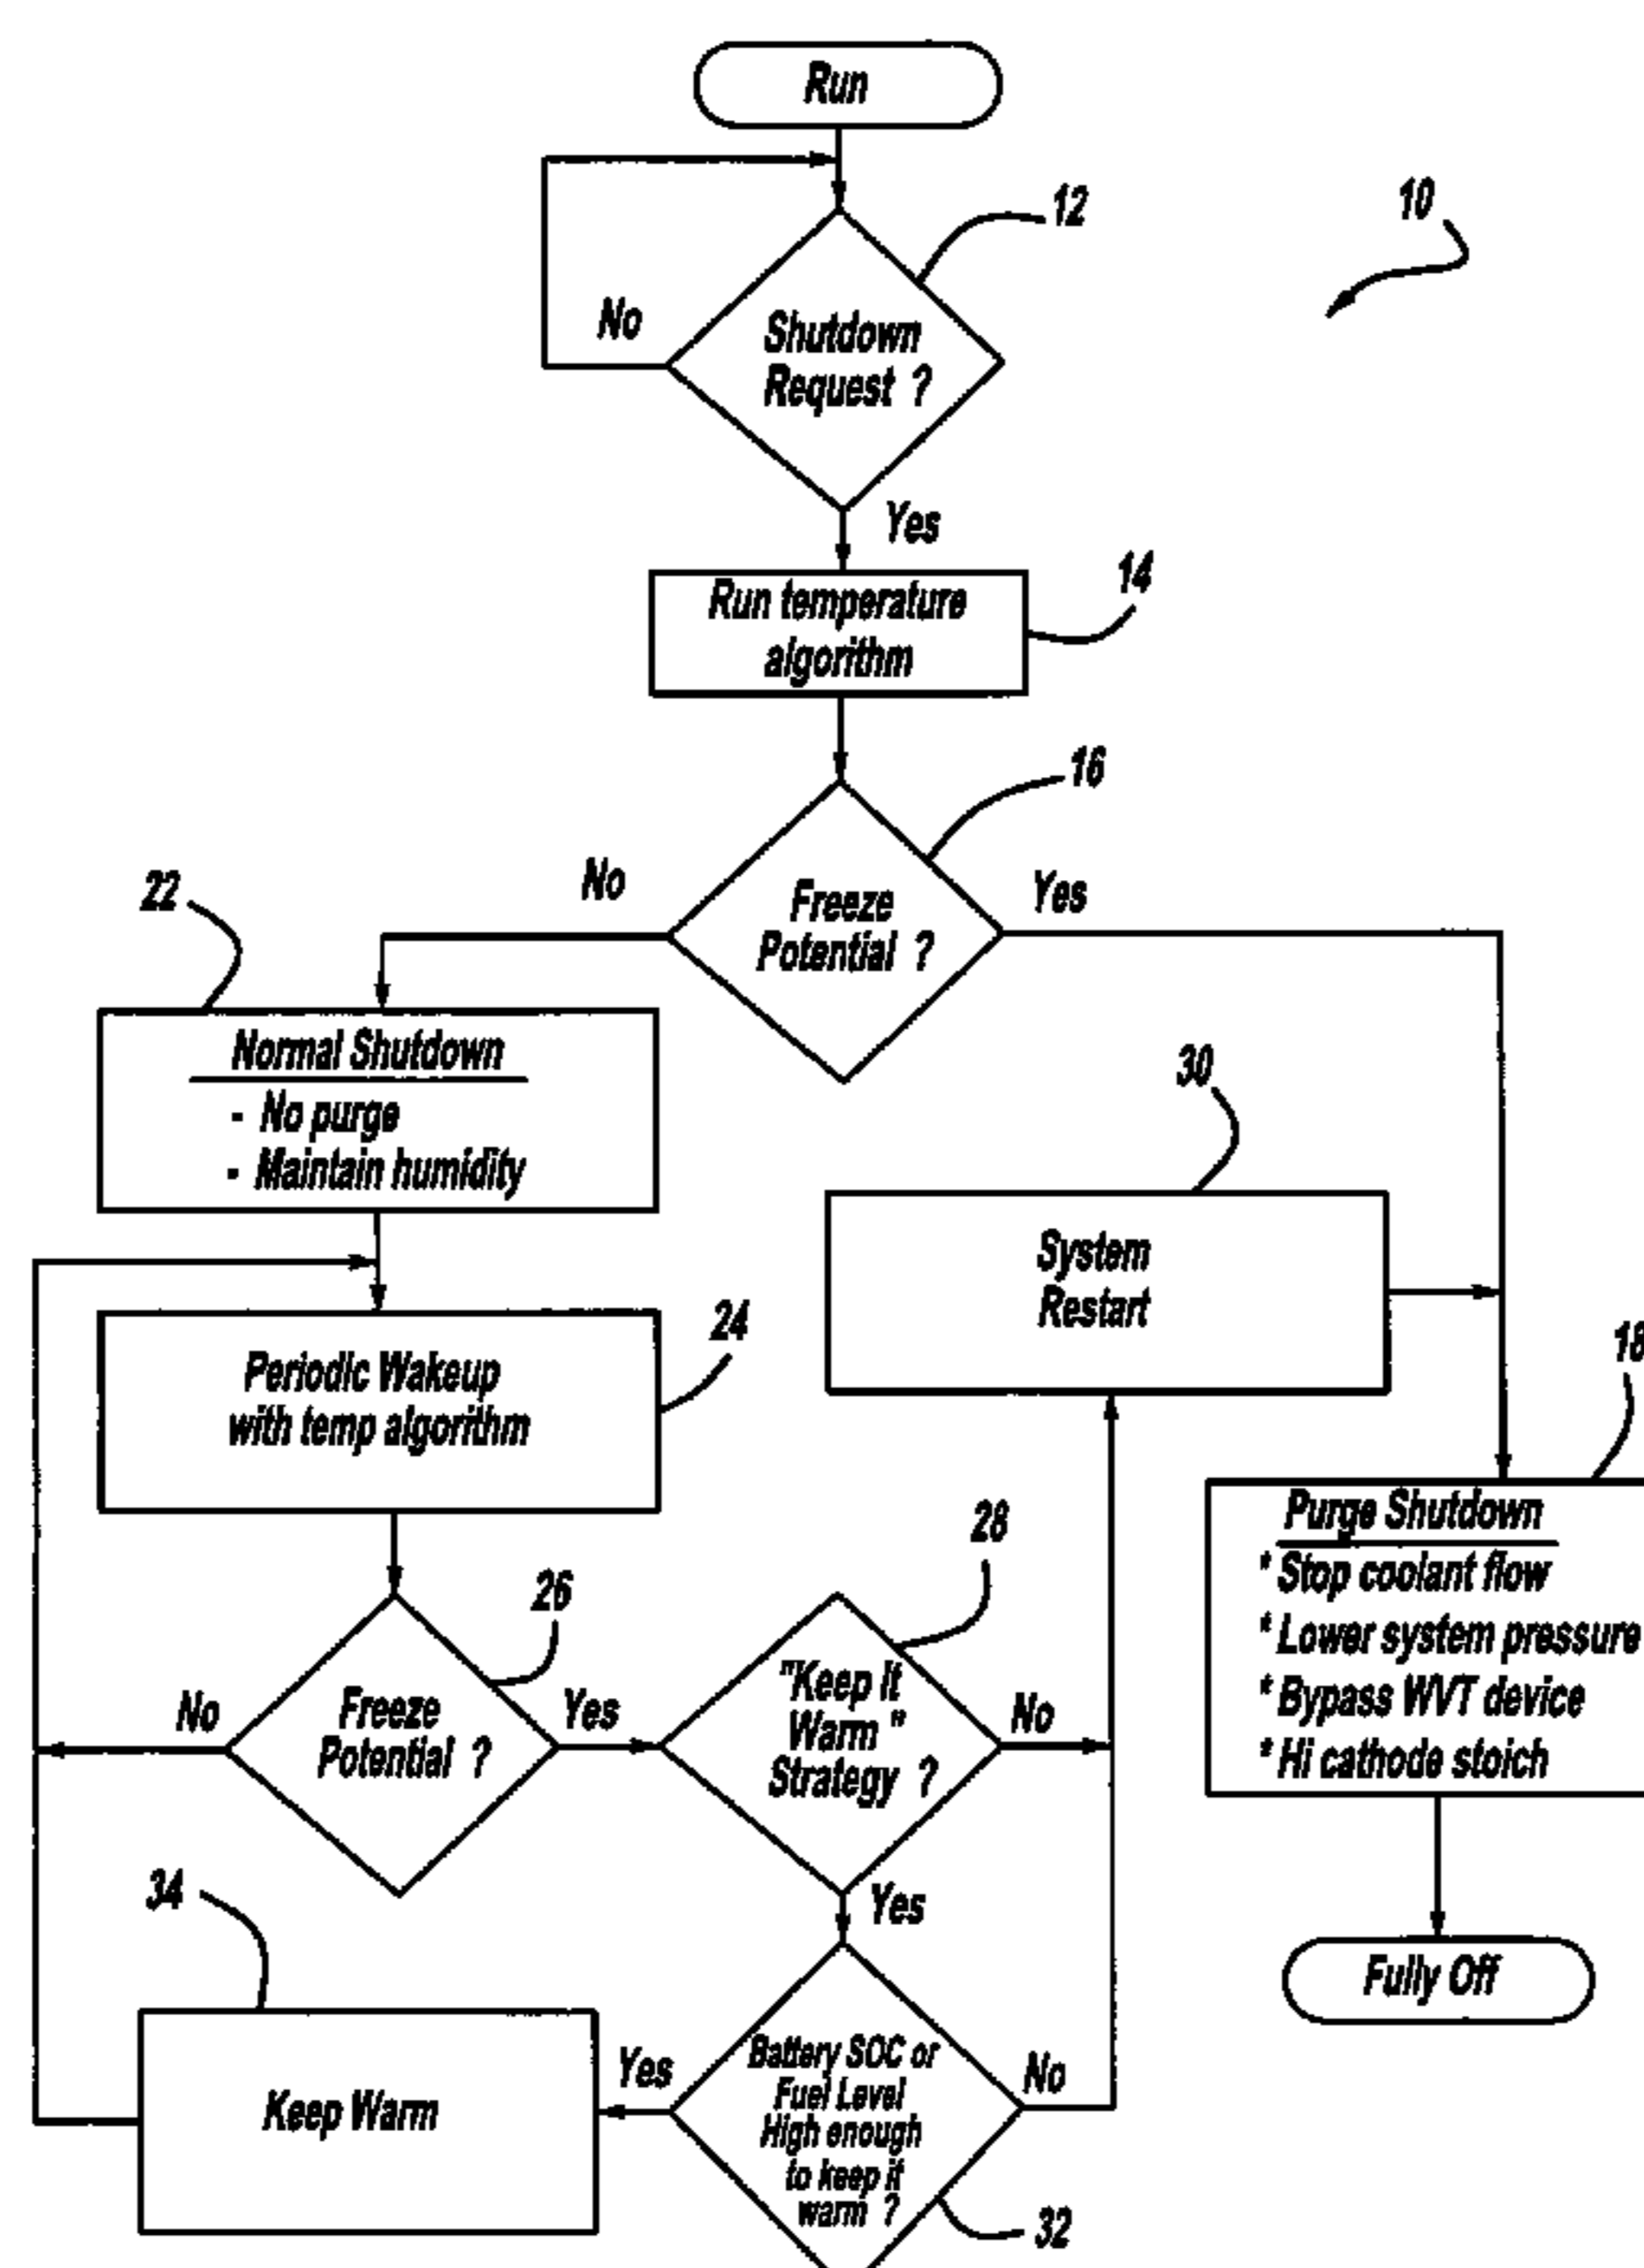 Run
12
10
No
Shutdown
Request ?
Yes
Run temperature
algorithm
14
16
No
Freeze
Potential ?
Yes
22
Normal Shutdown
- No purge
- Maintain humidity
30
System
Restart
24
Periodic Wakeup
with temp algorithm
18
Purge Shutdown
* Stop coolant flow
* Lower system pressure
* Bypass WVT device
* Hi cathode stoich
28
26
No
Freeze
Potential ?
Yes
"Keep it
Warm "
Strategy ?
No
Yes
34
Keep Warm
Yes
Battery SOC or
Fuel Level
High enough
to keep it
warm ?
No
32
Fully Off